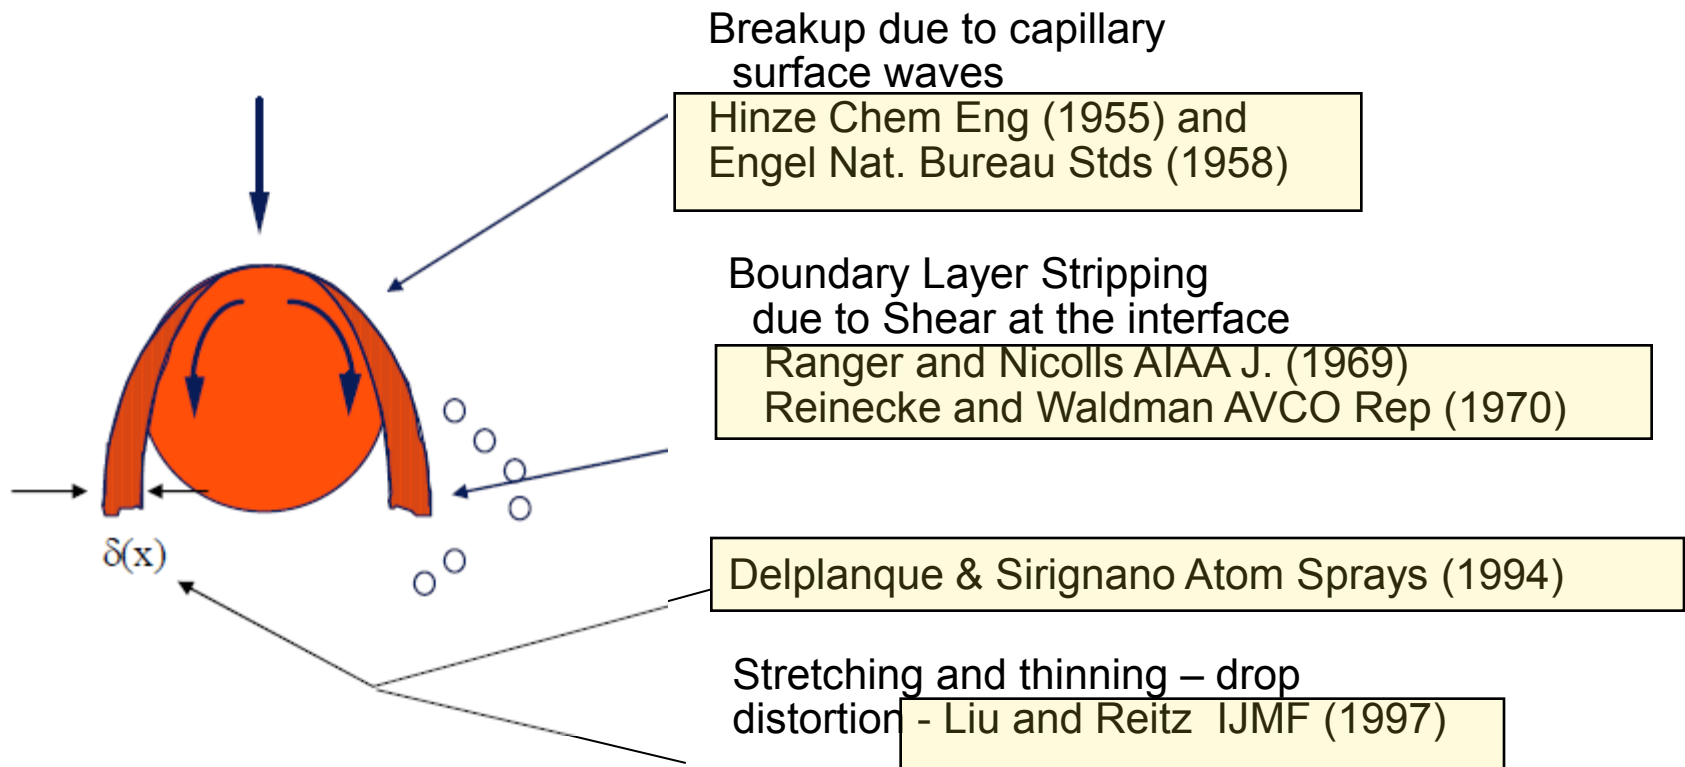 Breakup due to capillary
surface waves
Hinze Chem Eng (1955) and
Engel Nat. Bureau Stds (1958)
Boundary Layer Stripping
due to Shear at the interface
Ranger and Nicolls AIAA J. (1969)
Reinecke and Waldman AVCO Rep (1970)
δ(x)
Delplanque & Sirignano Atom Sprays (1994)
Stretching and thinning – drop
distortion - Liu and Reitz IJMF (1997)